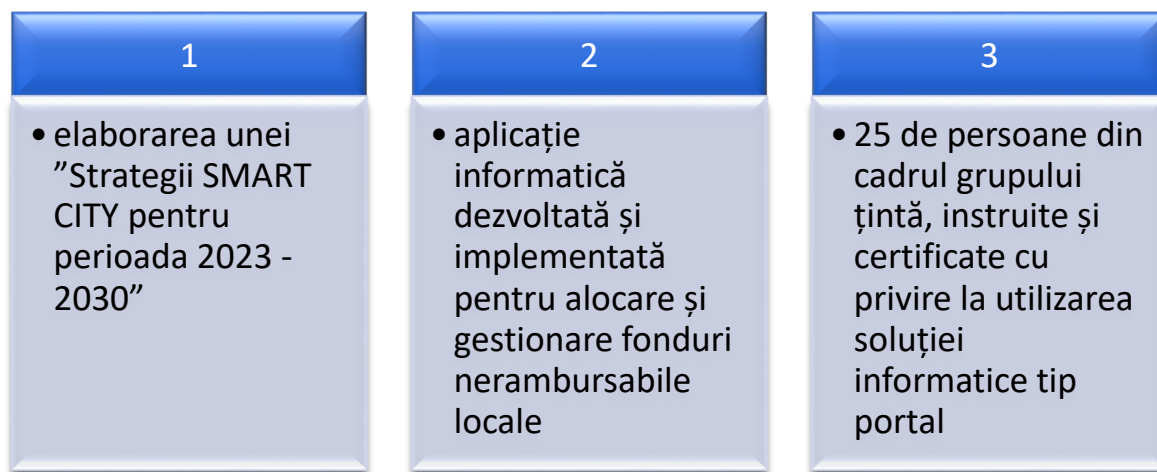 1
• elaborarea unei
”Strategii SMART
CITY pentru
perioada 2023 -
2030”
2
• aplicație
informatică
dezvoltată și
implementată
pentru alocare și
gestionare fonduri
nerambursabile
locale
3
• 25 de persoane din
cadrul grupului
țintă, instruite și
certificate cu
privire la utilizarea
soluției
informatice tip
portal